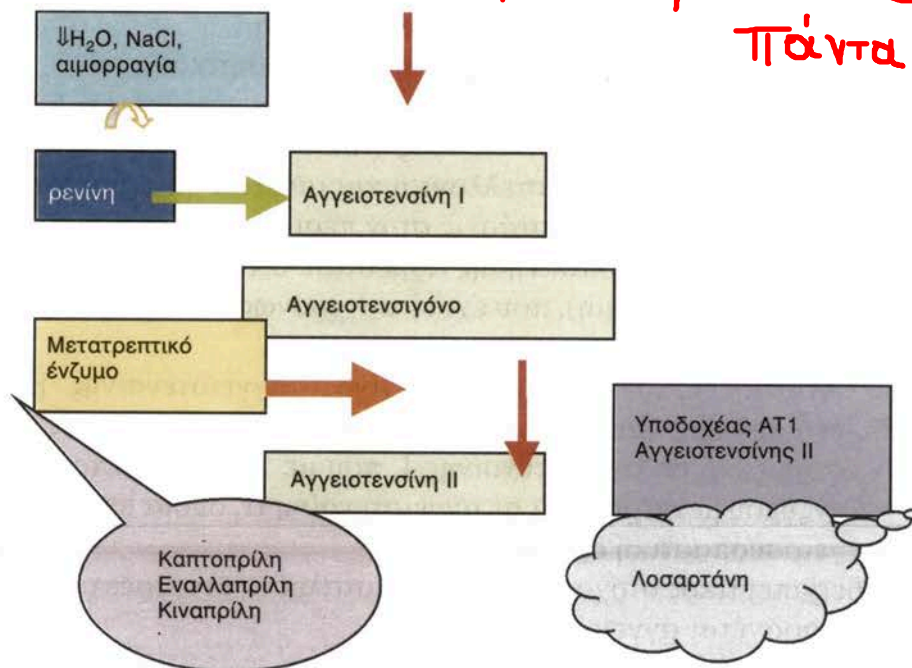 Πάντα
⇓H₂O, NaCl,
αιμορραγία
ρενίνη
Αγγειοτενσίνη Ι
Αγγειοτενσιγόνο
Μετατρεπτικό
ένζυμο
Υποδοχέας ΑΤ1
Αγγειοτενσίνης ΙΙ
Αγγειοτενσίνη ΙΙ
Καπτοπρίλη
Εναλλαπρίλη
Κιναπρίλη
Λοσαρτάνη